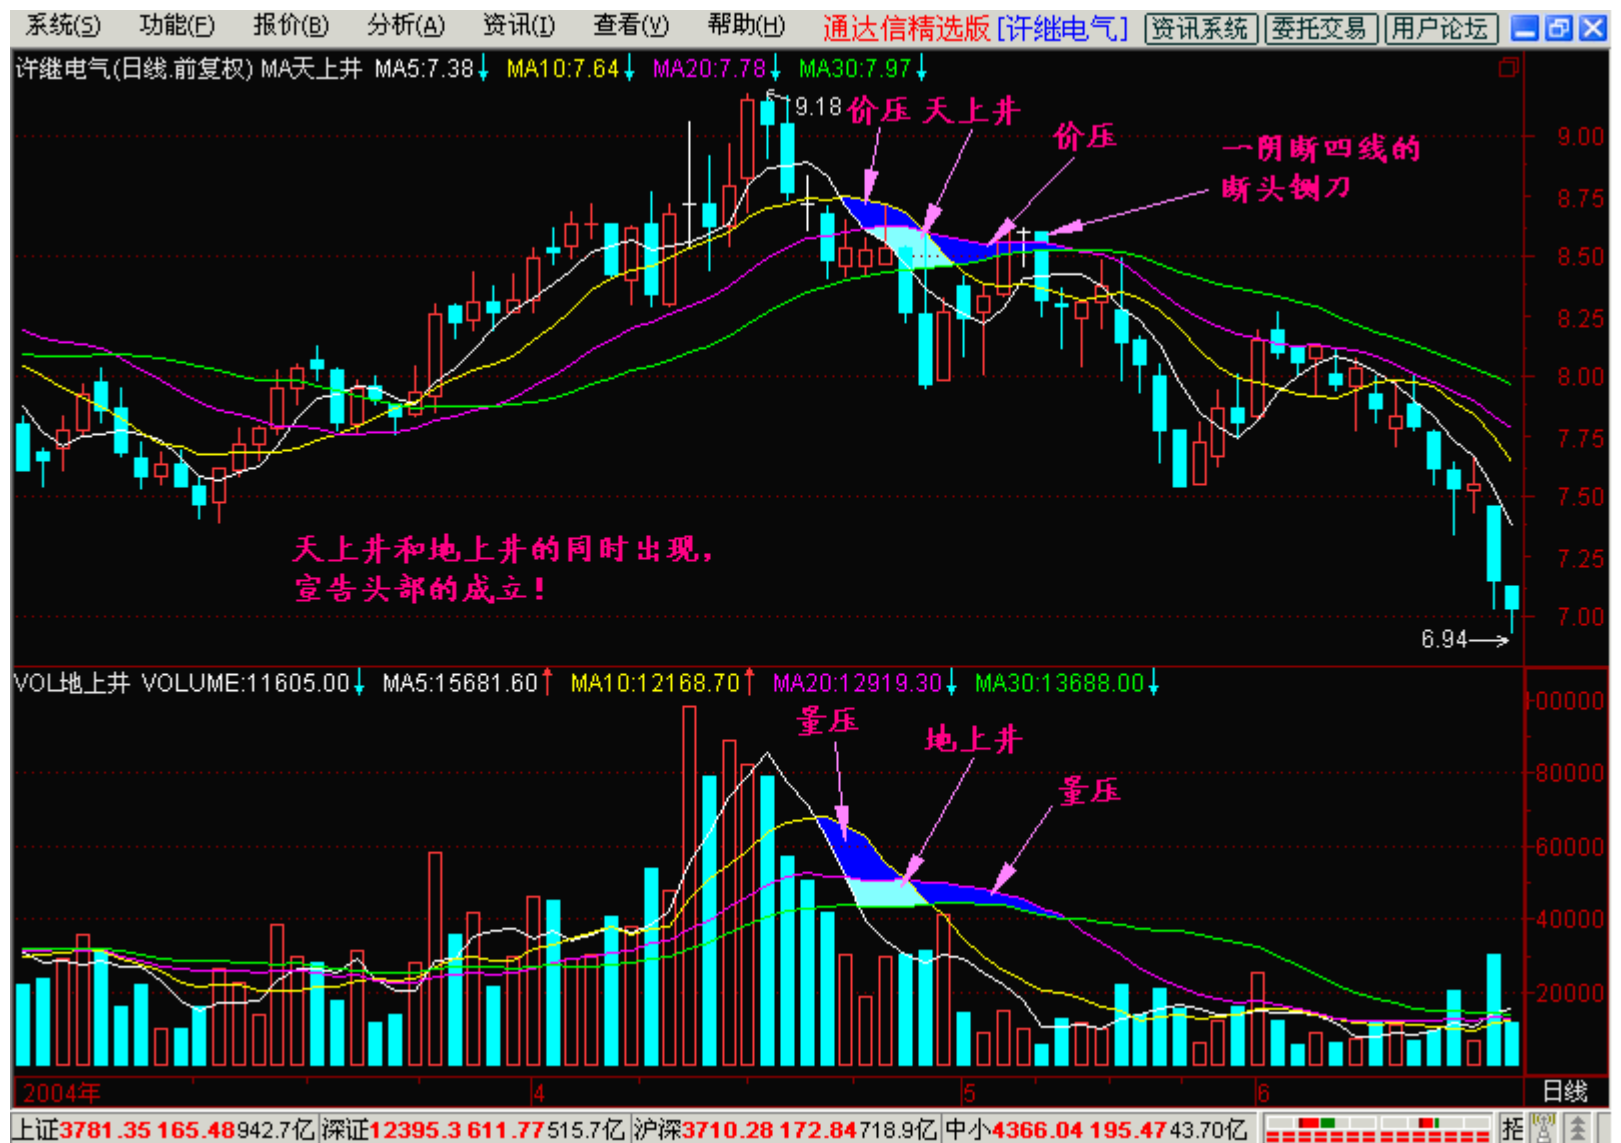 系统(S) 功能(F) 报价(B) 分析(A) 资讯(I) 查看(V) 帮助(H) 通达信精选版 [许继电气] 资讯系统 委托交易 用户论坛
许继电气(日线.前复权) MA天上井 MA5:7.38↓ MA10:7.64↓ MA20:7.78↓ MA30:7.97↓
9.18 价压 天上井
价压
一阴断四线的
断头铡刀
9.00
8.75
8.50
8.25
8.00
7.75
7.50
7.25
7.00
天上井和地上井的同时出现,
宣告头部的成立!
6.94
VOL地上井 VOLUME:11605.00↓ MA5:15681.60↑ MA10:12168.70↑ MA20:12919.30↓ MA30:13688.00↓
量压
地上井
量压
00000
80000
60000
40000
20000
2004年 4 5 6 日线
上证3781.35 165.48 942.7亿 深证12395.3 611.77 515.7亿 沪深3710.28 172.84 718.9亿 中小4366.04 195.47 43.70亿